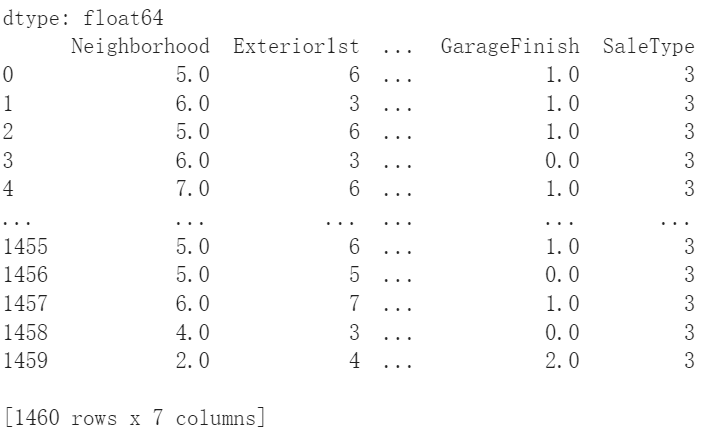 dtype: float64
Neighborhood Exterior1st ... GarageFinish SaleType
0 5.0 6 ... 1.0 3
1 6.0 3 ... 1.0 3
2 5.0 6 ... 1.0 3
3 6.0 3 ... 0.0 3
4 7.0 6 ... 1.0 3
... ... ... ... ... ...
1455 5.0 6 ... 1.0 3
1456 5.0 5 ... 0.0 3
1457 6.0 7 ... 1.0 3
1458 4.0 3 ... 0.0 3
1459 2.0 4 ... 2.0 3
[1460 rows x 7 columns]